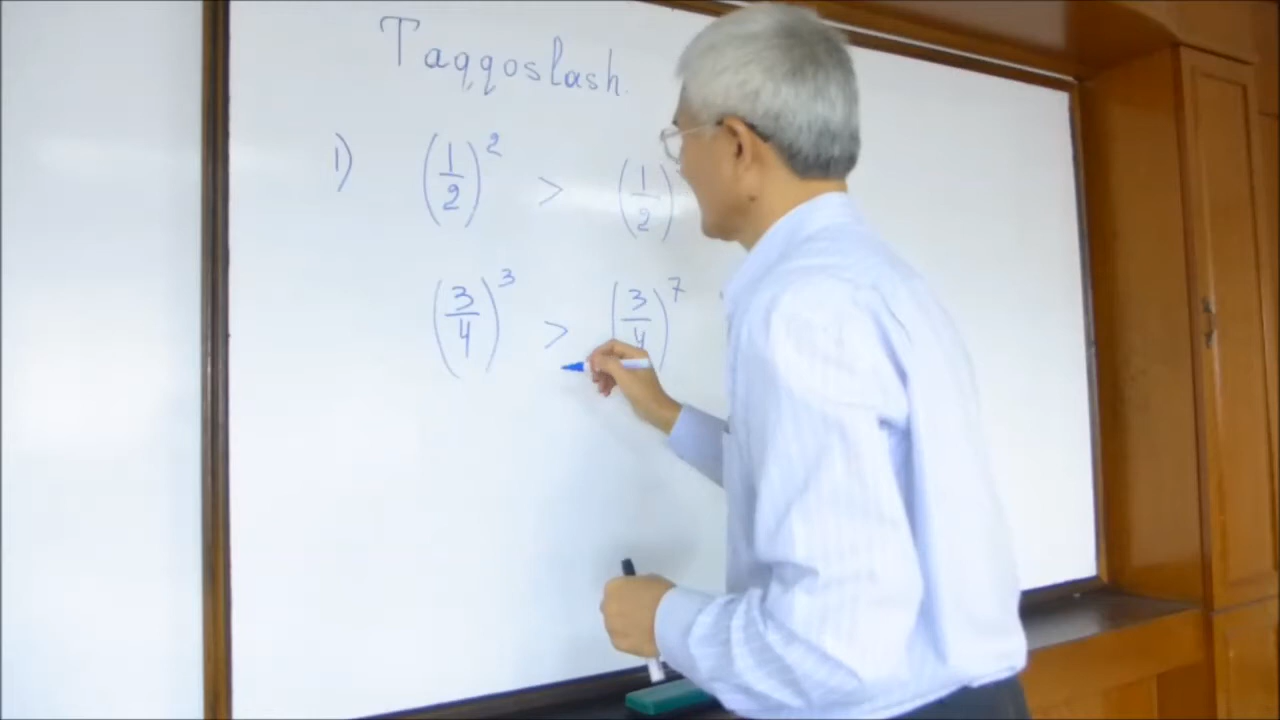 Taqqoslash.
1) (1/2)^2 > (1/2)
(3/4)^3 > (3/4)^7